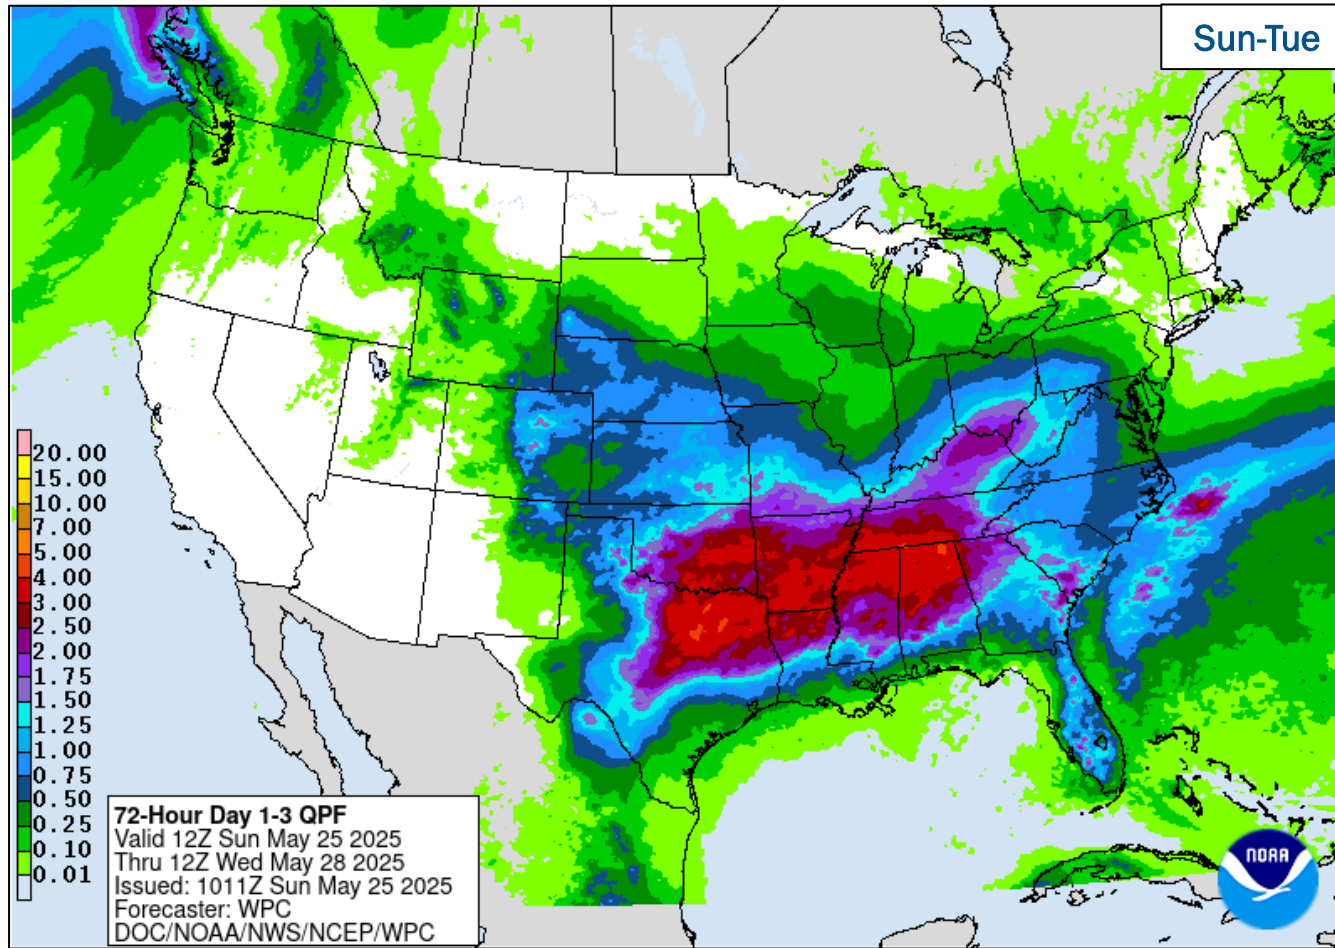 Sun-Tue
20.00
15.00
10.00
7.00
5.00
4.00
3.00
2.50
2.00
1.75
1.50
1.25
1.00
0.75
0.50
0.25
0.10
0.01
72-Hour Day 1-3 QPF
Valid 12Z Sun May 25 2025
Thru 12Z Wed May 28 2025
Issued: 1011Z Sun May 25 2025
Forecaster: WPC
DOC/NOAA/NWS/NCEP/WPC
NOAA